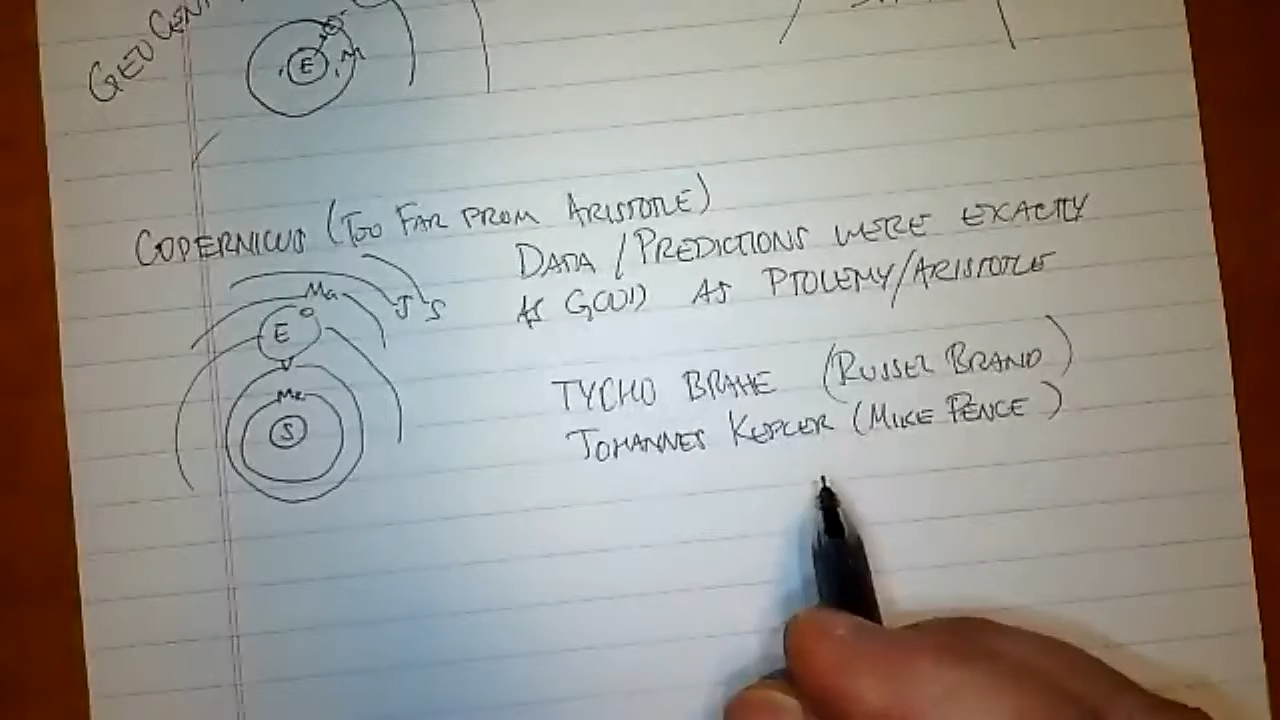 GEOCENT
E
M
COPERNICUS (TOO FAR FROM ARISTOTLE)
DATA / PREDICTIONS WERE EXACTLY
AS GOOD AS PTOLEMY/ARISTOTLE
Ma
J
S
E
V
Me
S
TYCHO BRAHE (RUSSEL BRAND)
JOHANNES KEPLER (MIKE PENCE)